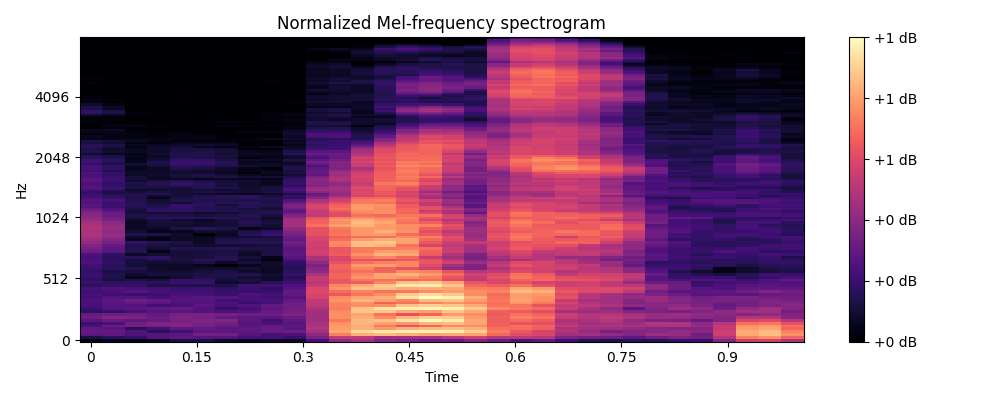 Normalized Mel-frequency spectrogram
Hz
4096
2048
1024
512
0
0 0.15 0.3 0.45 0.6 0.75 0.9
Time
+1 dB
+1 dB
+1 dB
+0 dB
+0 dB
+0 dB